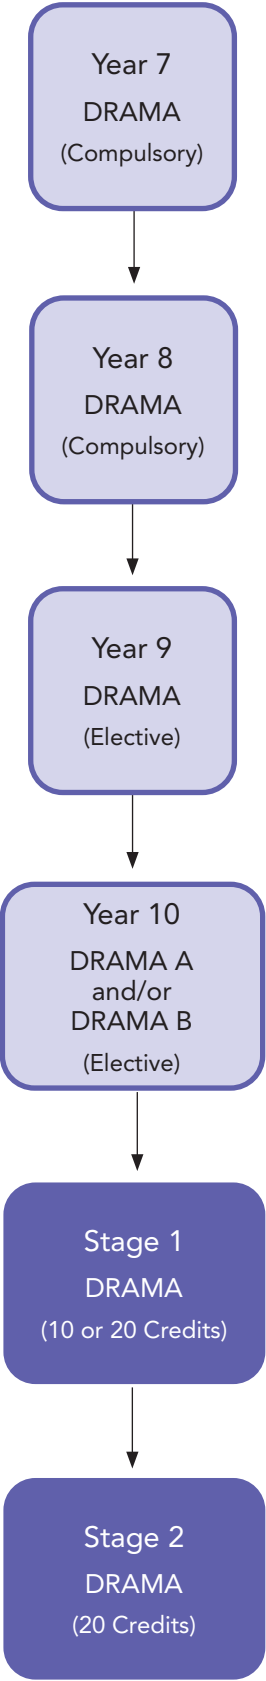 Year 7
DRAMA
(Compulsory)
Year 8
DRAMA
(Compulsory)
Year 9
DRAMA
(Elective)
Year 10
DRAMA A
and/or
DRAMA B
(Elective)
Stage 1
DRAMA
(10 or 20 Credits)
Stage 2
DRAMA
(20 Credits)